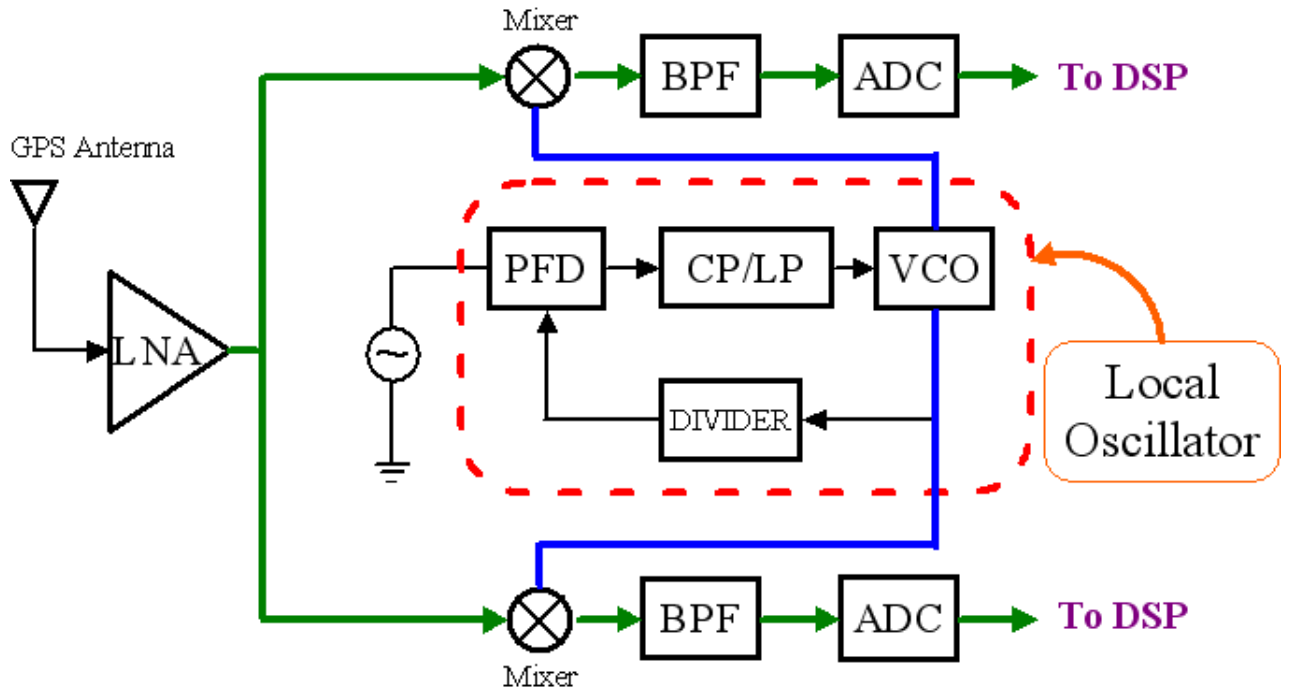 Mixer
BPF
ADC
To DSP
GPS Antenna
LNA
PFD
CP/LP
VCO
~
DIVIDER
Local
Oscillator
BPF
ADC
To DSP
Mixer